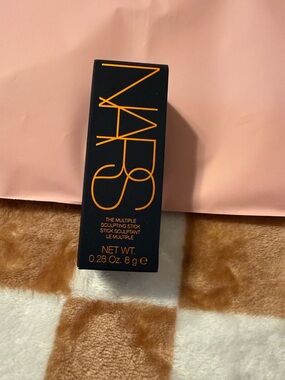 NARS
THE MULTIPLE
SCULPTING STICK
STICK SCULPTANT
LE MULTIPLE
NET WT.
0.28 Oz. 8 g ℮